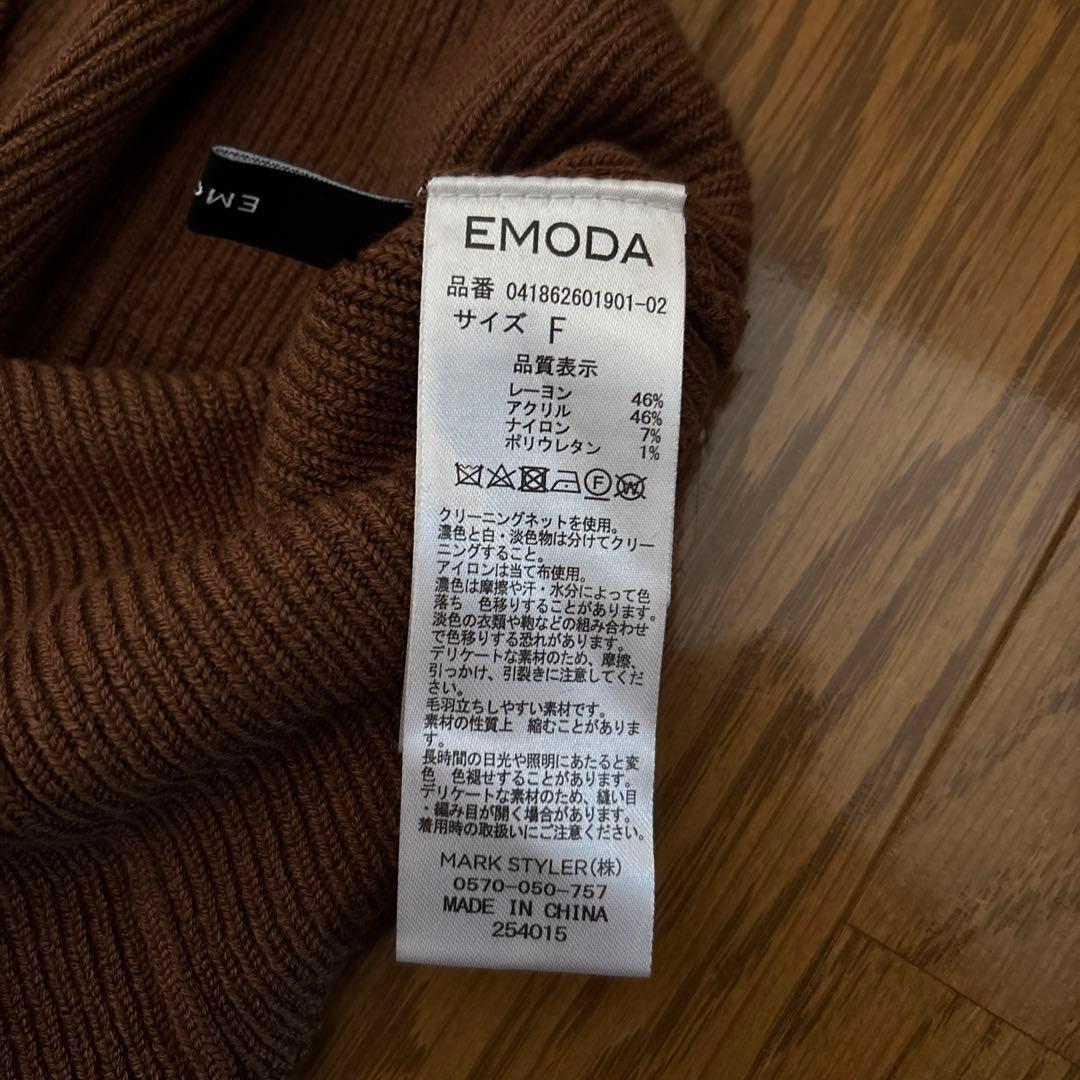 EM
EMODA
品番 041862601901-02
サイズ F
品質表示
レーヨン 46%
アクリル 46%
ナイロン 7%
ポリウレタン 1%
F W
クリーニングネットを使用。
濃色と白・淡色物は分けてクリー
ニングすること。
アイロンは当て布使用。
濃色は摩擦や汗・水分によって色
落ち 色移りすることがあります。
淡色の衣類や鞄などの組み合わせ
で色移りする恐れがあります。
デリケートな素材のため、摩擦、
引っかけ、引裂きに注意してくだ
さい。
毛羽立ちしやすい素材です。
素材の性質上 縮むことがありま
す。
長時間の日光や照明にあたると変
色 色褪せすることがあります。
デリケートな素材のため、縫い目
・編み目が開く場合があります。
着用時の取扱いにご注意ください。
MARK STYLER(株)
0570-050-757
MADE IN CHINA
254015